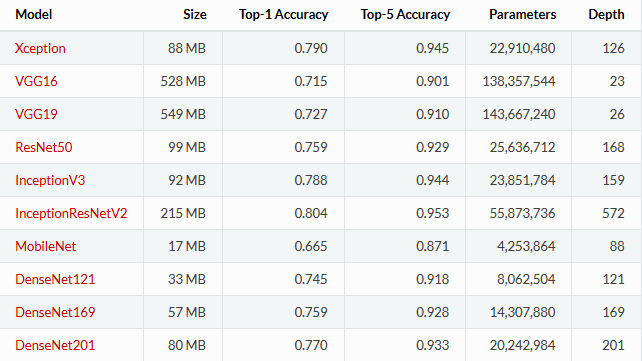 Model Size Top-1 Accuracy Top-5 Accuracy Parameters Depth
Xception 88 MB 0.790 0.945 22,910,480 126
VGG16 528 MB 0.715 0.901 138,357,544 23
VGG19 549 MB 0.727 0.910 143,667,240 26
ResNet50 99 MB 0.759 0.929 25,636,712 168
InceptionV3 92 MB 0.788 0.944 23,851,784 159
InceptionResNetV2 215 MB 0.804 0.953 55,873,736 572
MobileNet 17 MB 0.665 0.871 4,253,864 88
DenseNet121 33 MB 0.745 0.918 8,062,504 121
DenseNet169 57 MB 0.759 0.928 14,307,880 169
DenseNet201 80 MB 0.770 0.933 20,242,984 201